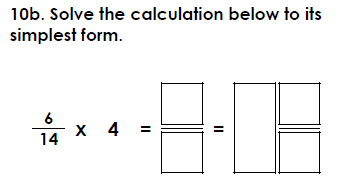 10b. Solve the calculation below to its
simplest form.
6
14
x 4 = =